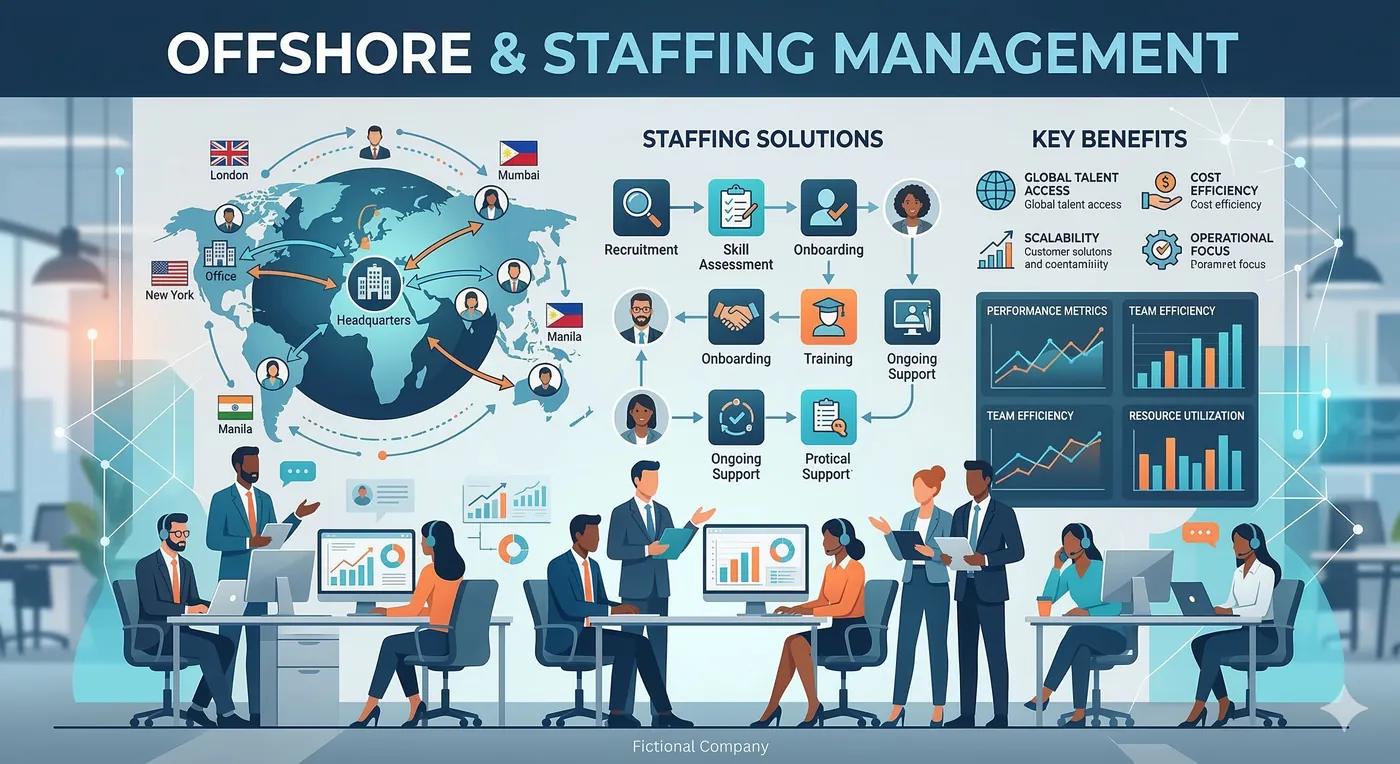 OFFSHORE & STAFFING MANAGEMENT
London
Mumbai
Office
New York
Headquarters
Manila
Manila
STAFFING SOLUTIONS
Recruitment
Skill
Assessment
Onboarding
Onboarding
Training
Ongoing
Support
Ongoing
Support
Protical
Support
KEY BENEFITS
GLOBAL TALENT
ACCESS
Global talent access
COST
EFFICIENCY
Cost efficiency
SCALABILITY
Customer solutons
and coentamiliity
OPERATIONAL
FOCUS
Poramret focus
PERFORMANCE METRICS
TEAM EFFICIENCY
TEAM EFFICIENCY
RESOURCE UTILIZATION
Fictional Company